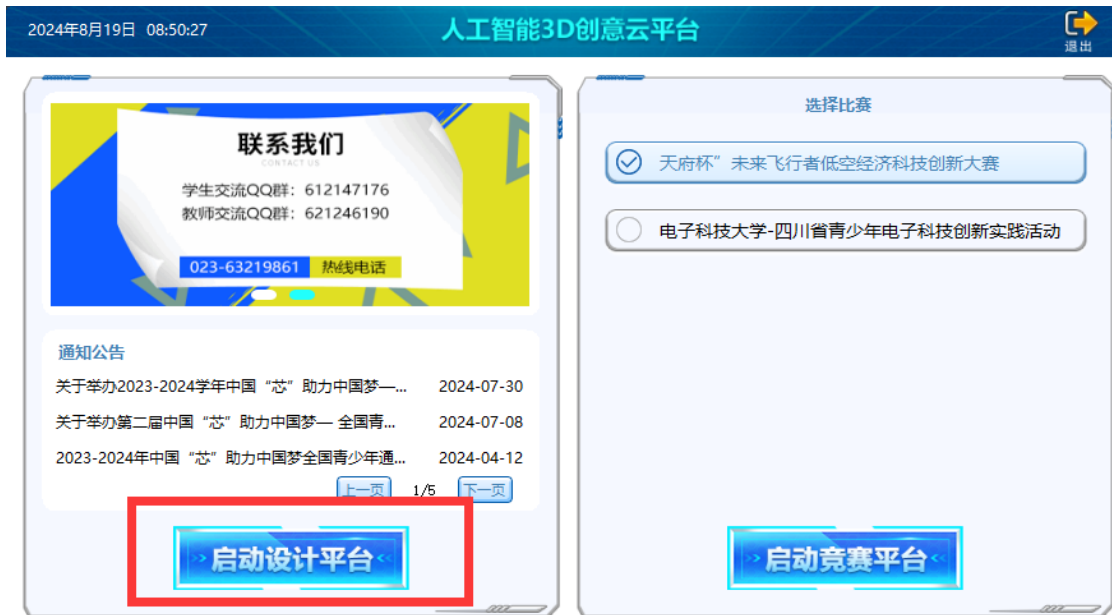 2024年8月19日 08:50:27
人工智能3D创意云平台
退出
联系我们
CONTACT US
学生交流QQ群：612147176
教师交流QQ群：621246190
023-63219861 热线电话
通知公告
关于举办2023-2024学年中国“芯”助力中国梦—... 2024-07-30
关于举办第二届中国“芯”助力中国梦— 全国青... 2024-07-08
2023-2024年中国“芯”助力中国梦全国青少年通... 2024-04-12
上一页 1/5 下一页
启动设计平台
选择比赛
天府杯”未来飞行者低空经济科技创新大赛
电子科技大学-四川省青少年电子科技创新实践活动
启动竞赛平台